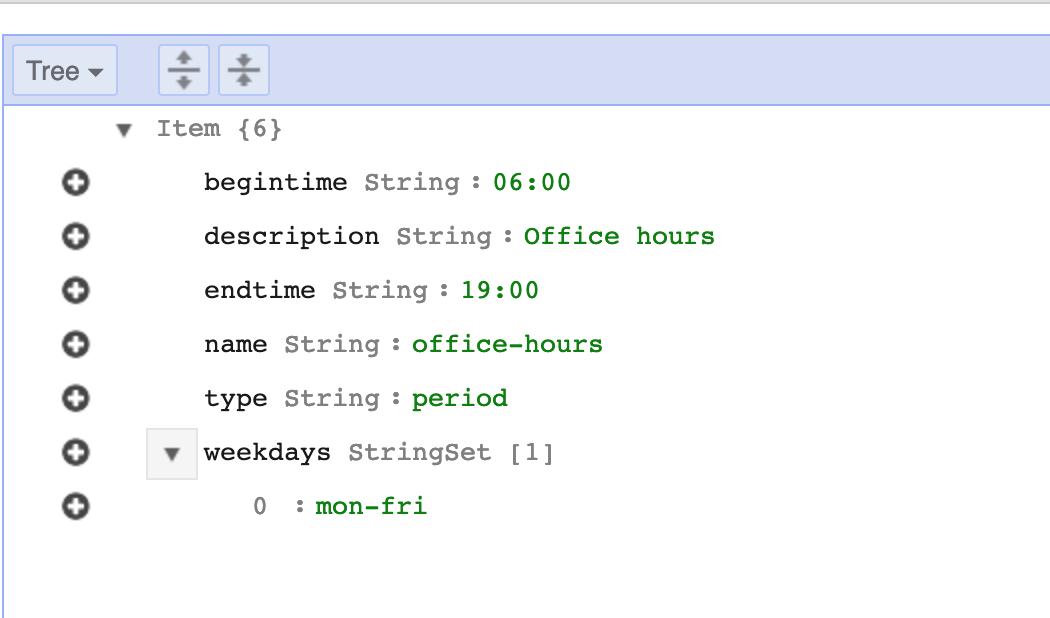 Tree
Item {6}
begintime String : 06:00
description String : Office hours
endtime String : 19:00
name String : office-hours
type String : period
weekdays StringSet [1]
0 : mon-fri